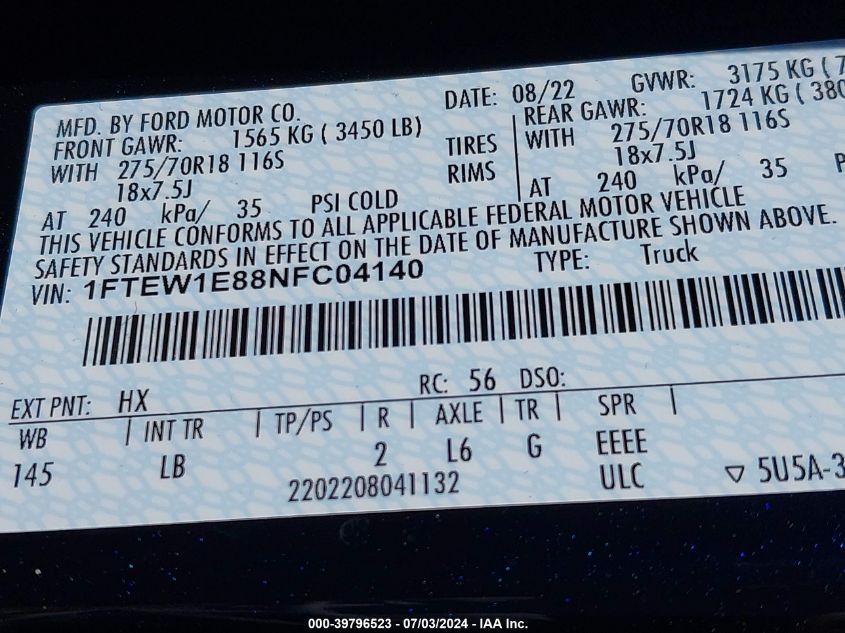 MFD. BY FORD MOTOR CO.
DATE: 08/22
GVWR: 3175 KG (7
FRONT GAWR: 1565 KG ( 3450 LB)
REAR GAWR: 1724 KG ( 380
WITH 275/70R18 116S
TIRES
WITH 275/70R18 116S
18x7.5J
RIMS
18x7.5J
AT 240 kPa/ 35 PSI COLD
AT 240 kPa/ 35 P
THIS VEHICLE CONFORMS TO ALL APPLICABLE FEDERAL MOTOR VEHICLE
SAFETY STANDARDS IN EFFECT ON THE DATE OF MANUFACTURE SHOWN ABOVE.
VIN: 1FTEW1E88NFC04140
TYPE: Truck
EXT PNT: HX RC: 56 DSO:
WB | INT TR | TP/PS | R | AXLE | TR | SPR |
145 LB 2 L6 G EEEE
2202208041132 ULC ▽ 5U5A-3
000-39796523 - 07/03/2024 - IAA Inc.